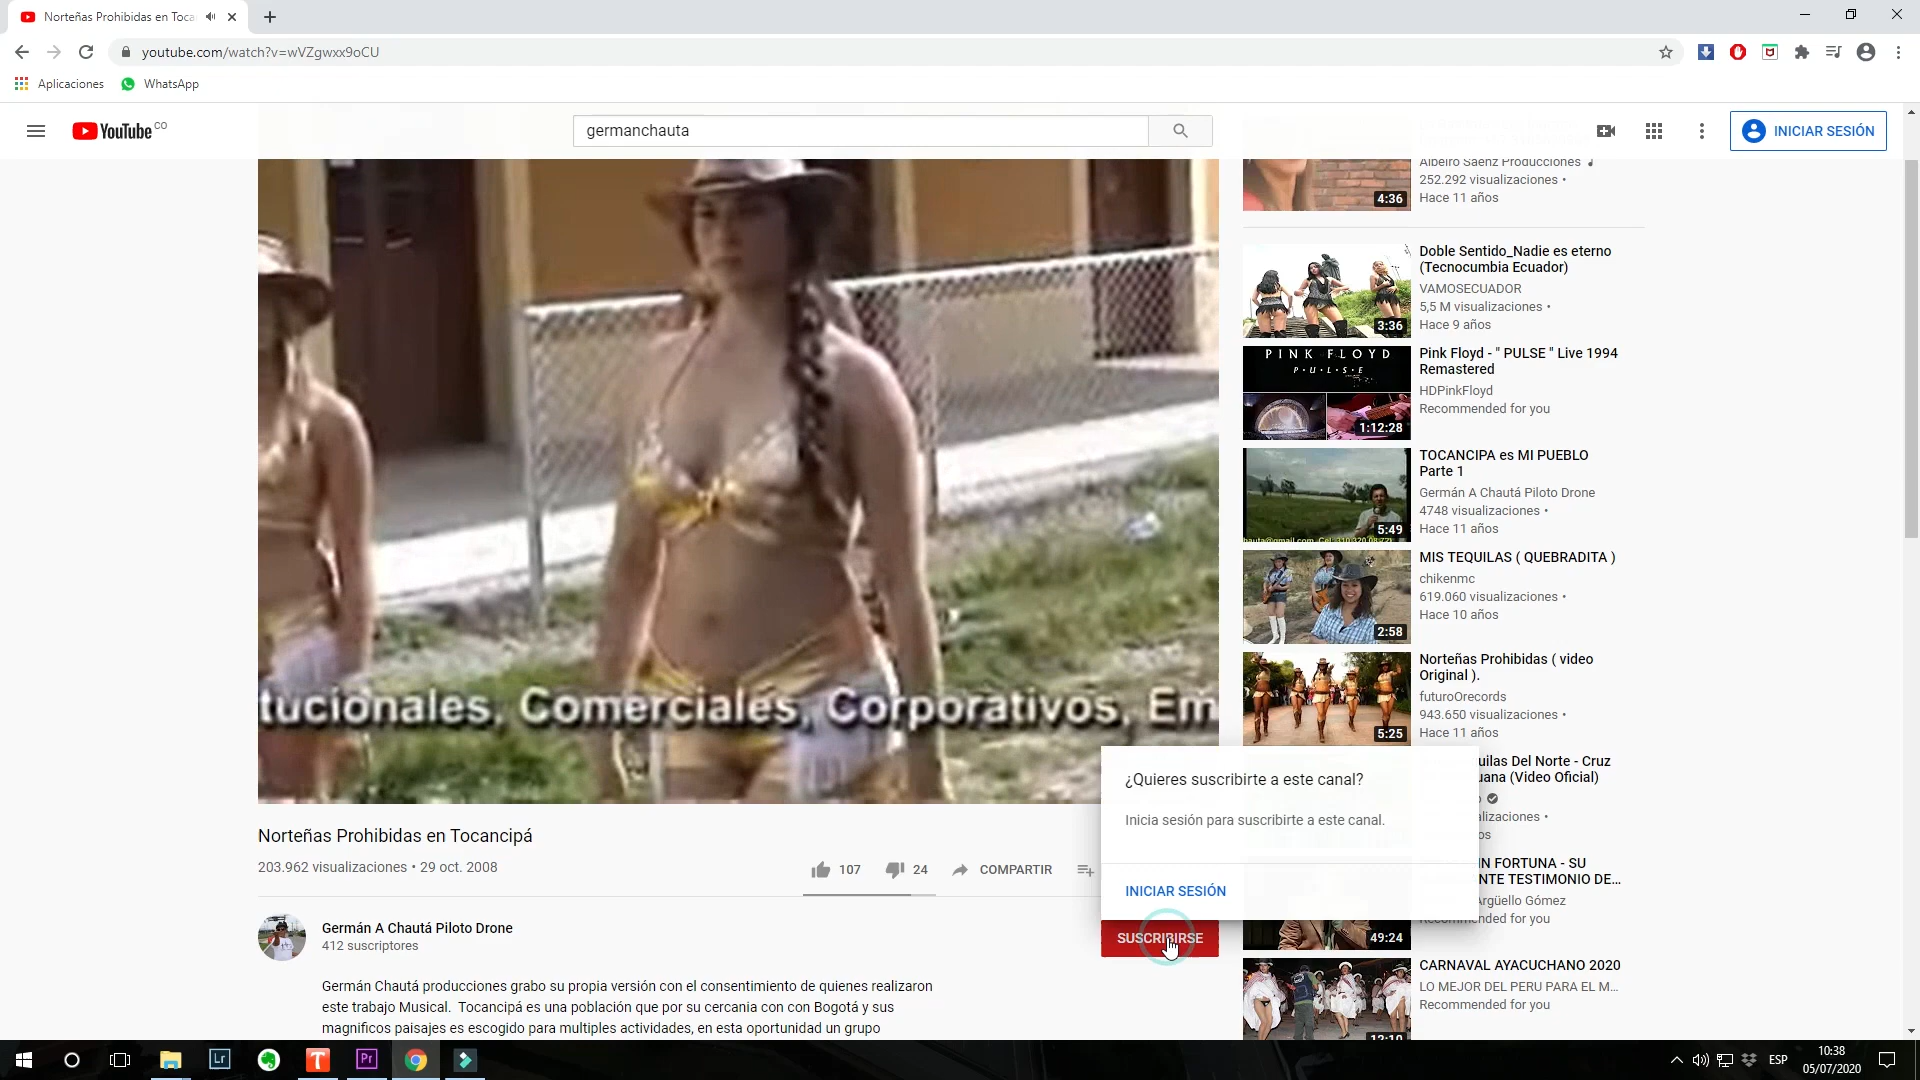 Norteñas Prohibidas en Toca
youtube.com/watch?v=wVZgwxx9oCU
Aplicaciones
WhatsApp
YouTube CO
germanchauta
INICIAR SESIÓN
tucionales, Comerciales, Corporativos, Em
Norteñas Prohibidas en Tocancipá
203.962 visualizaciones • 29 oct. 2008
107
24
COMPARTIR
Germán A Chautá Piloto Drone
412 suscriptores
SUSCRIBIRSE
Germán Chautá producciones grabo su propia versión con el consentimiento de quienes realizaron
este trabajo Musical.  Tocancipá es una población que por su cercania con con Bogotá y sus
magnificos paisajes es escogido para multiples actividades, en esta oportunidad un grupo
¿Quieres suscribirte a este canal?
Inicia sesión para suscribirte a este canal.
INICIAR SESIÓN
Albeiro Saenz Producciones
252.292 visualizaciones •
Hace 11 años
4:36
Doble Sentido_Nadie es eterno
(Tecnocumbia Ecuador)
VAMOSECUADOR
5,5 M visualizaciones •
Hace 9 años
3:36
PINK FLOYD
P·U·L·S·E
1:12:28
Pink Floyd - " PULSE " Live 1994
Remastered
HDPinkFloyd
Recommended for you
TOCANCIPA es MI PUEBLO
Parte 1
Germán A Chautá Piloto Drone
4748 visualizaciones •
Hace 11 años
5:49
MIS TEQUILAS ( QUEBRADITA )
chikenmc
619.060 visualizaciones •
Hace 10 años
2:58
Norteñas Prohibidas ( video
Original ).
futuroOrecords
943.650 visualizaciones •
Hace 11 años
5:25
uilas Del Norte - Cruz
uana (Video Oficial)
alizaciones •
os
IN FORTUNA - SU
NTE TESTIMONIO DE...
Argüello Gómez
Recommended for you
49:24
CARNAVAL AYACUCHANO 2020
LO MEJOR DEL PERU PARA EL M...
Recommended for you
12:10
Lr
Pr
ESP
10:38
05/07/2020